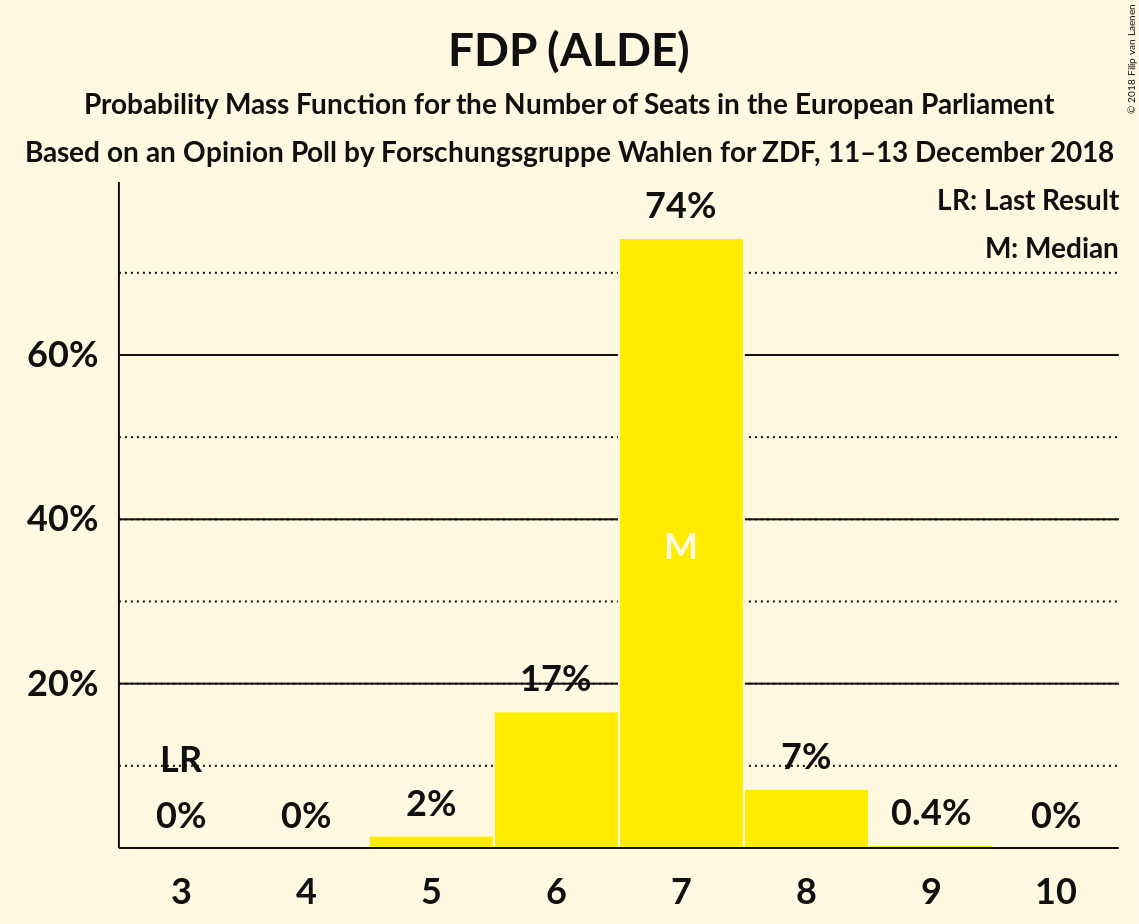 FDP (ALDE)
Probability Mass Function for the Number of Seats in the European Parliament
Based on an Opinion Poll by Forschungsgruppe Wahlen for ZDF, 11–13 December 2018
© 2018 Filip van Laenen
LR: Last Result
M: Median
74%
60%
40%
M
20%
17%
LR
7%
0%
0%
2%
0.4%
0%
3
4
5
6
7
8
9
10